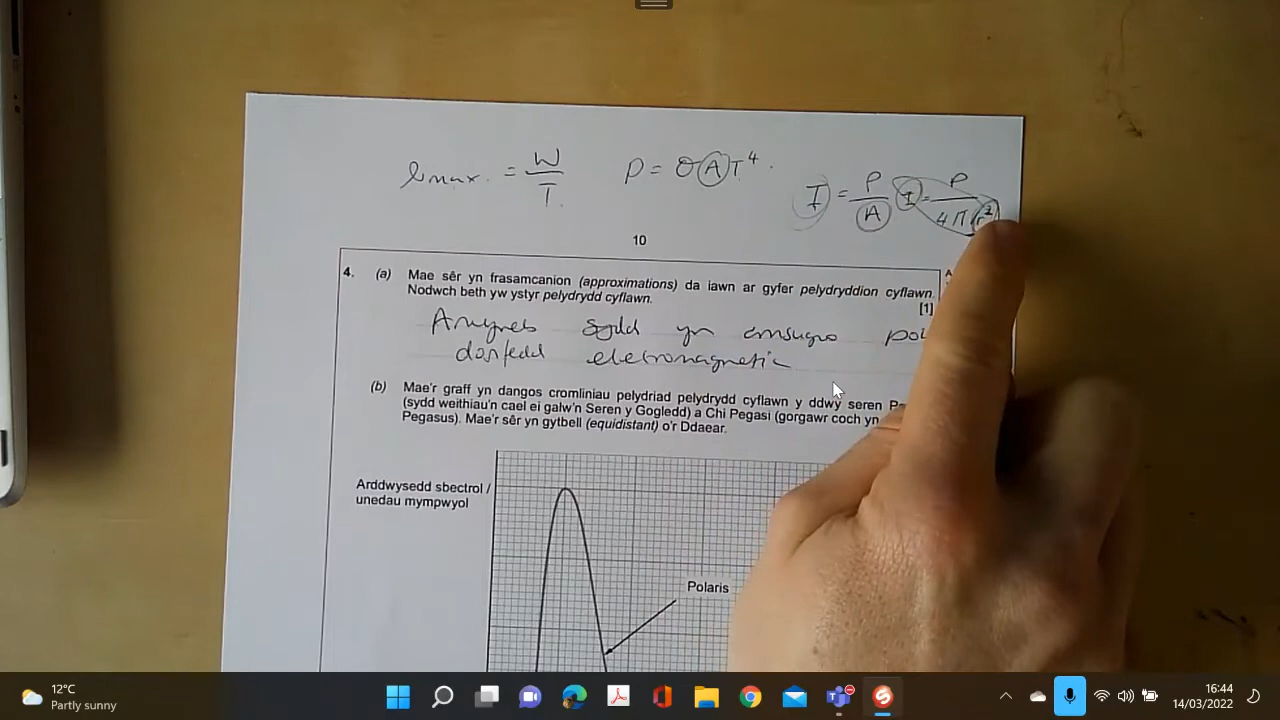 λmax. = W/T. P = σAT⁴. I = P/A I = P/4πr²
10
4. (a) Mae sêr yn frasamcanion (approximations) da iawn ar gyfer pelydryddion cyflawn.
Nodwch beth yw ystyr pelydrydd cyflawn. [1]
sydd yn amsugno
donfedd
(b) Mae'r graff yn dangos cromliniau pelydriad pelydrydd cyflawn y ddwy seren
(sydd weithiau'n cael ei galw'n Seren y Gogledd) a Chi Pegasi (gorgawr coch yn
Pegasus). Mae'r sêr yn gytbell (equidistant) o'r Ddaear.
Arddwysedd sbectrol /
unedau mympwyol
Polaris
12°C
Partly sunny
16:44
14/03/2022